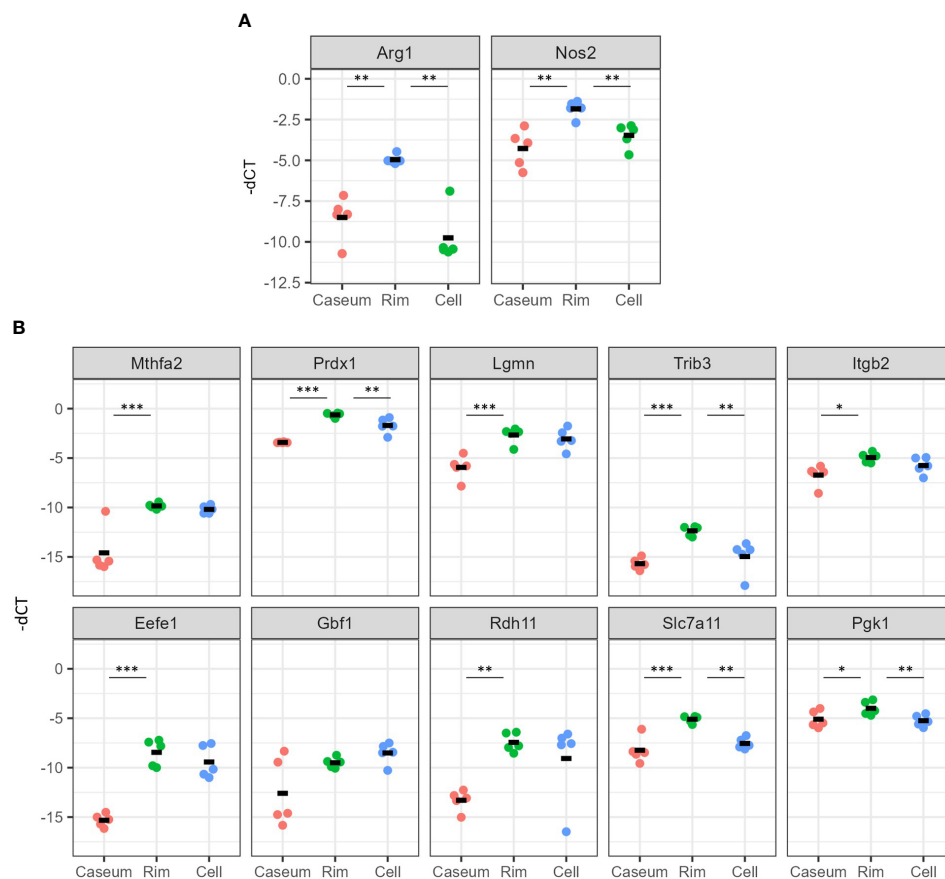 A
Arg1 Nos2
** ** ** **
0.0
-2.5
-5.0
-7.5
-10.0
-12.5
-dCT
Caseum Rim Cell Caseum Rim Cell
B
Mthfa2 Prdx1 Lgmn Trib3 Itgb2
*** *** ** *** *** ** *
0
-5
-10
-15
-dCT
Eefe1 Gbf1 Rdh11 Slc7a11 Pgk1
*** ** *** ** * **
0
-5
-10
-15
Caseum Rim Cell Caseum Rim Cell Caseum Rim Cell Caseum Rim Cell Caseum Rim Cell